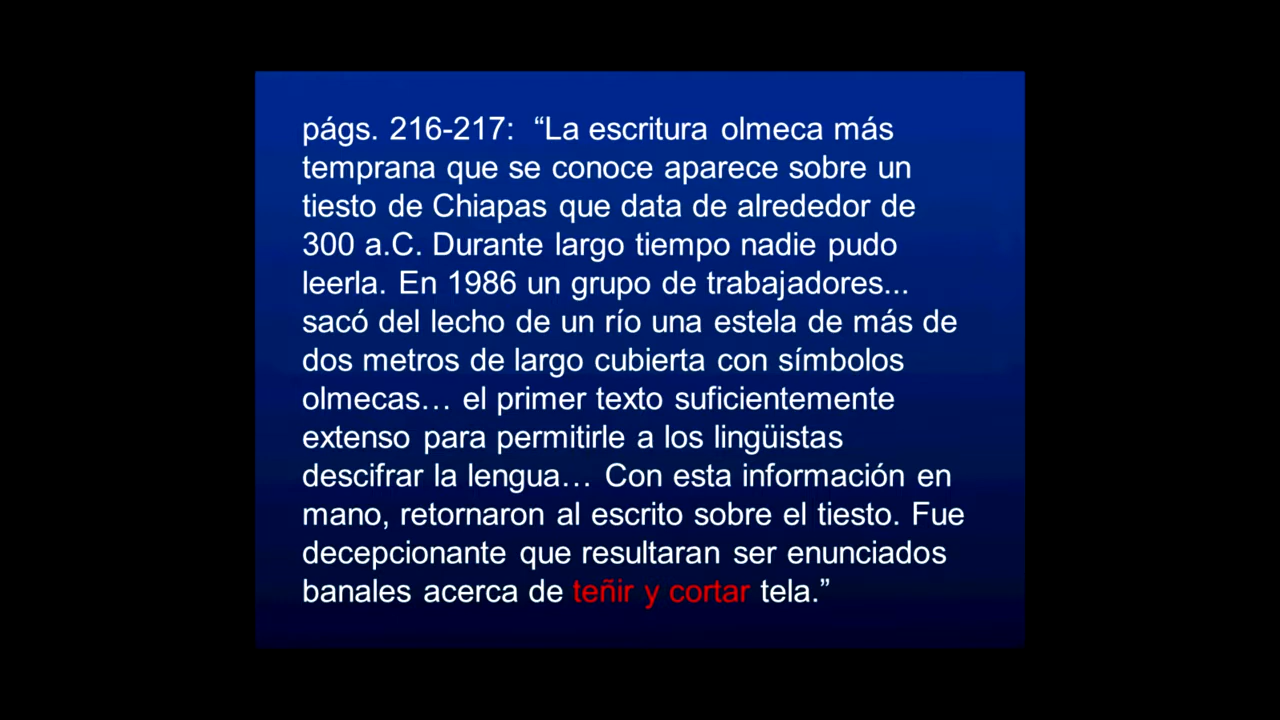 págs. 216-217:  “La escritura olmeca más
temprana que se conoce aparece sobre un
tiesto de Chiapas que data de alrededor de
300 a.C. Durante largo tiempo nadie pudo
leerla. En 1986 un grupo de trabajadores...
sacó del lecho de un río una estela de más de
dos metros de largo cubierta con símbolos
olmecas… el primer texto suficientemente
extenso para permitirle a los lingüistas
descifrar la lengua… Con esta información en
mano, retornaron al escrito sobre el tiesto. Fue
decepcionante que resultaran ser enunciados
banales acerca de teñir y cortar tela.”